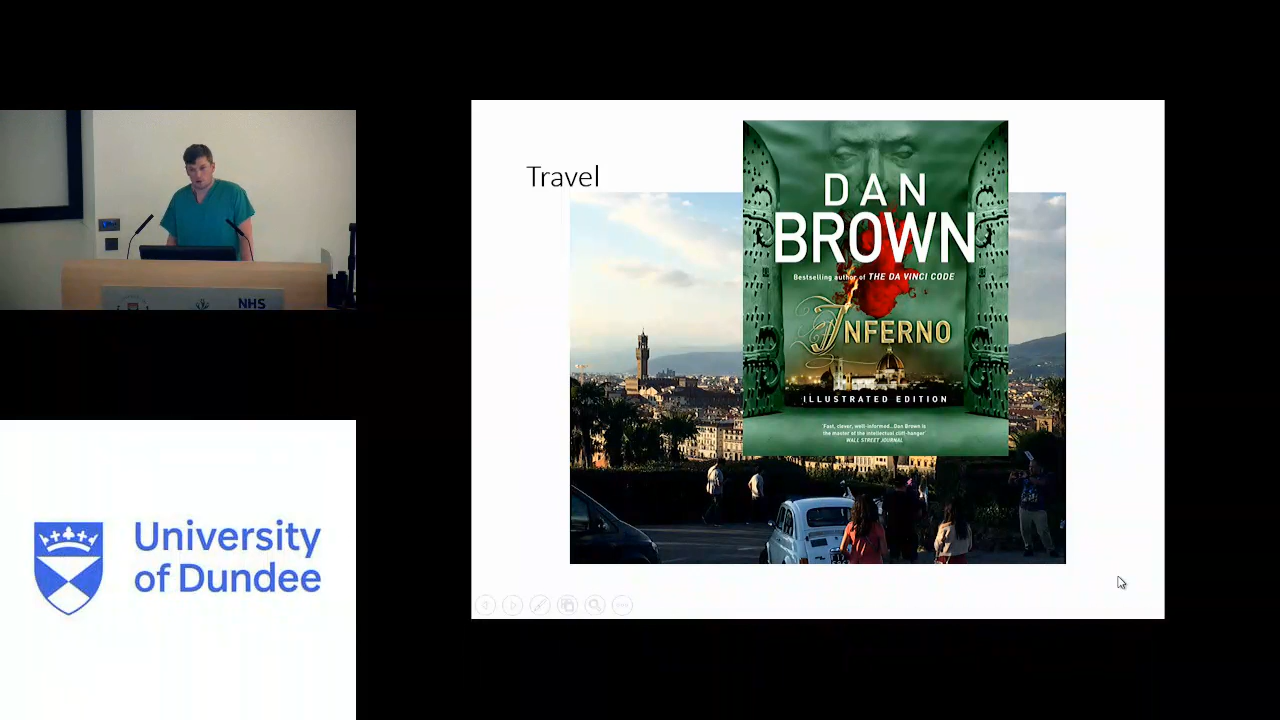 NHS
University
of Dundee
Travel
DAN
BROWN
Bestselling author of THE DA VINCI CODE
INFERNO
ILLUSTRATED EDITION
'Fast, clever, well-informed...Dan Brown is
the master of the intellectual cliff-hanger'
WALL STREET JOURNAL